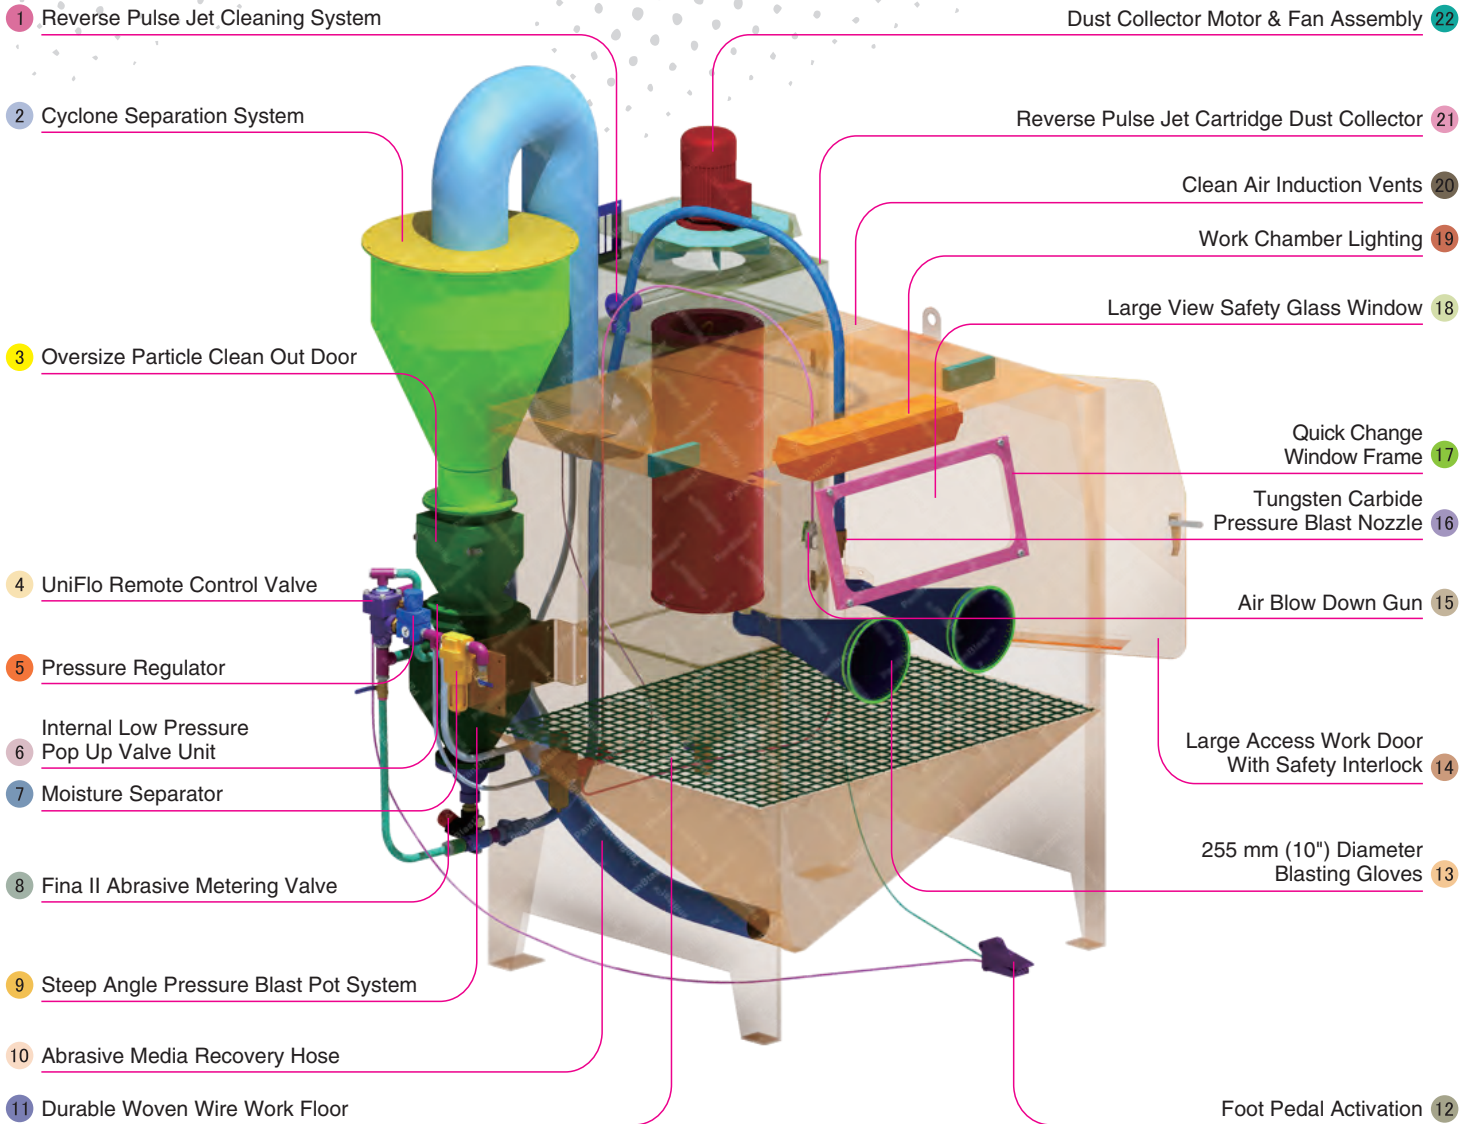 1 Reverse Pulse Jet Cleaning System
2 Cyclone Separation System
3 Oversize Particle Clean Out Door
4 UniFlo Remote Control Valve
5 Pressure Regulator
6 Internal Low Pressure
Pop Up Valve Unit
7 Moisture Separator
8 Fina II Abrasive Metering Valve
9 Steep Angle Pressure Blast Pot System
10 Abrasive Media Recovery Hose
11 Durable Woven Wire Work Floor
Dust Collector Motor & Fan Assembly 22
Reverse Pulse Jet Cartridge Dust Collector 21
Clean Air Induction Vents 20
Work Chamber Lighting 19
Large View Safety Glass Window 18
Quick Change
Window Frame 17
Tungsten Carbide
Pressure Blast Nozzle 16
Air Blow Down Gun 15
Large Access Work Door
With Safety Interlock 14
255 mm (10") Diameter
Blasting Gloves 13
Foot Pedal Activation 12